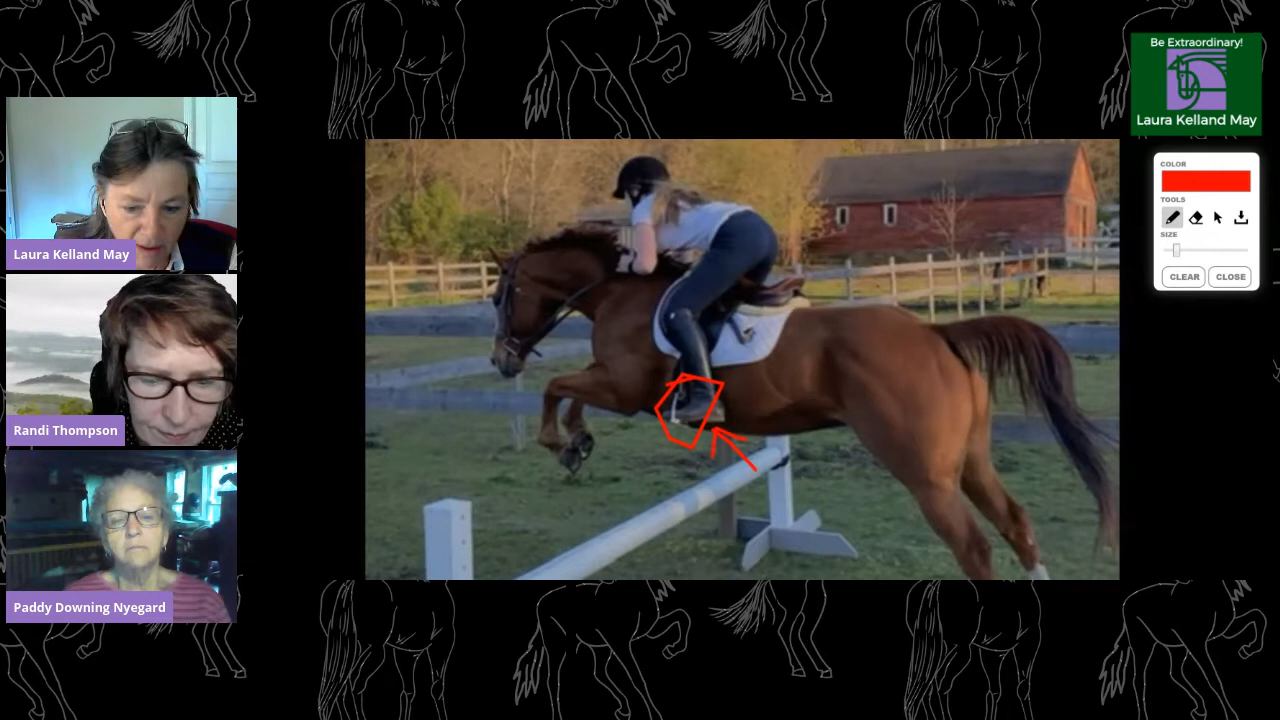 Be Extraordinary!
Laura Kelland May
COLOR
TOOLS
SIZE
CLEAR CLOSE
Laura Kelland May
Randi Thompson
Paddy Downing Nyegard